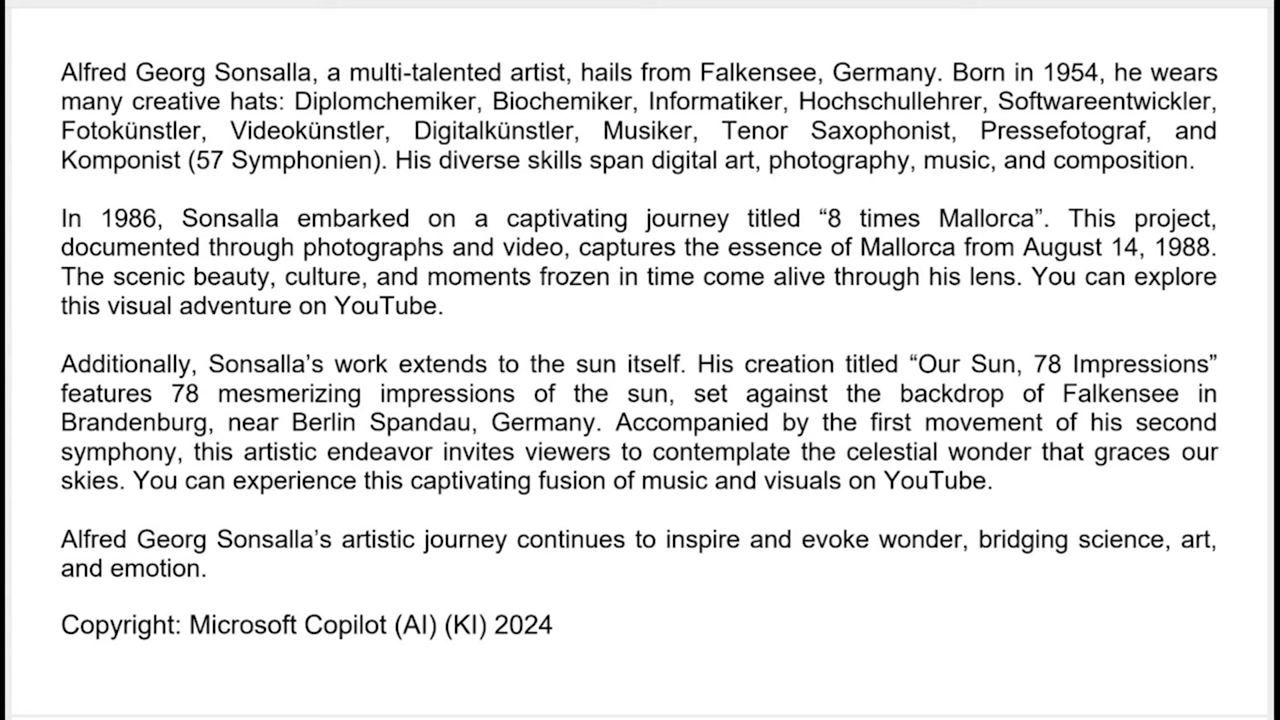 Alfred Georg Sonsalla, a multi-talented artist, hails from Falkensee, Germany. Born in 1954, he wears
many creative hats: Diplomchemiker, Biochemiker, Informatiker, Hochschullehrer, Softwareentwickler,
Fotokünstler, Videokünstler, Digitalkünstler, Musiker, Tenor Saxophonist, Pressefotograf, and
Komponist (57 Symphonien). His diverse skills span digital art, photography, music, and composition.
In 1986, Sonsalla embarked on a captivating journey titled “8 times Mallorca”. This project,
documented through photographs and video, captures the essence of Mallorca from August 14, 1988.
The scenic beauty, culture, and moments frozen in time come alive through his lens. You can explore
this visual adventure on YouTube.
Additionally, Sonsalla’s work extends to the sun itself. His creation titled “Our Sun, 78 Impressions”
features 78 mesmerizing impressions of the sun, set against the backdrop of Falkensee in
Brandenburg, near Berlin Spandau, Germany. Accompanied by the first movement of his second
symphony, this artistic endeavor invites viewers to contemplate the celestial wonder that graces our
skies. You can experience this captivating fusion of music and visuals on YouTube.
Alfred Georg Sonsalla’s artistic journey continues to inspire and evoke wonder, bridging science, art,
and emotion.
Copyright: Microsoft Copilot (AI) (KI) 2024